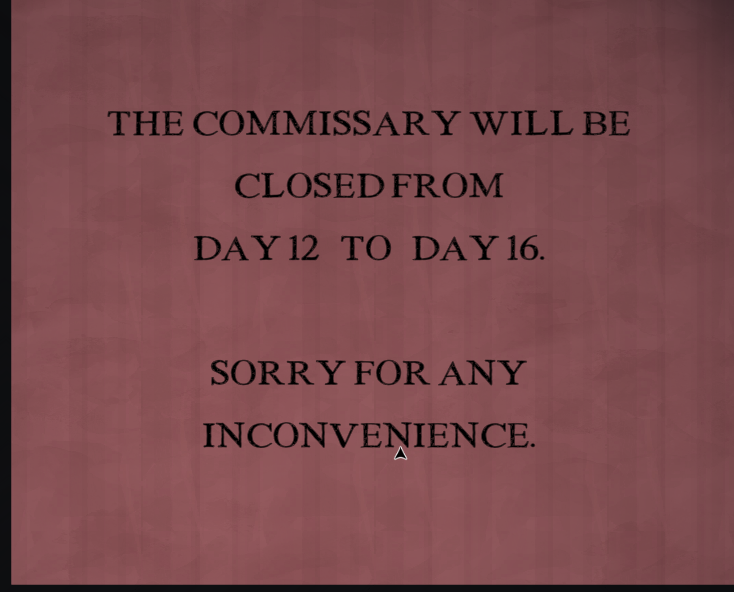 THE COMMISSARY WILL BE
CLOSED FROM
DAY 12 TO DAY 16.
SORRY FOR ANY
INCONVENIENCE.